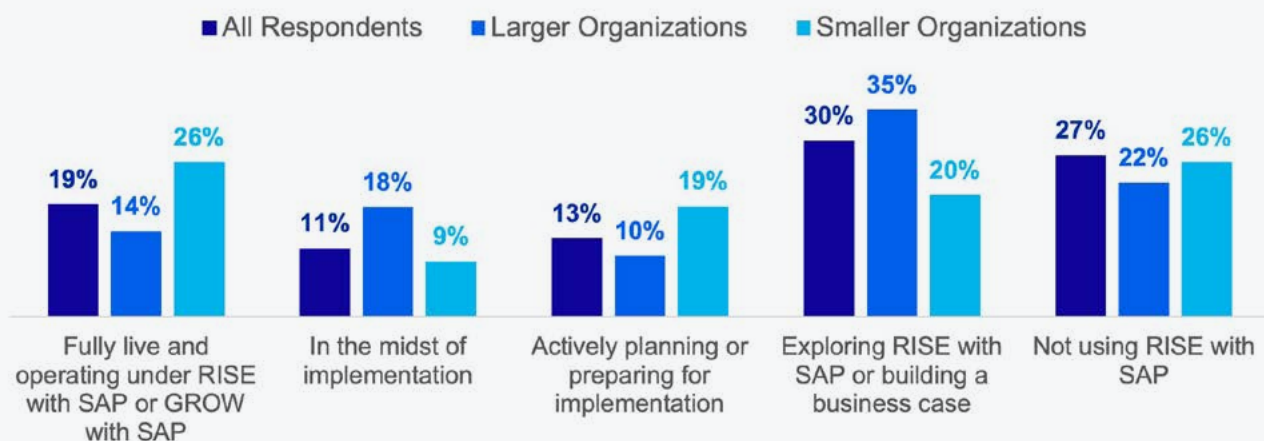 All Respondents
Larger Organizations
Smaller Organizations
19%
14%
26%
11%
18%
9%
13%
10%
19%
30%
35%
20%
27%
22%
26%
Fully live and
operating under RISE
with SAP or GROW
with SAP
In the midst of
implementation
Actively planning or
preparing for
implementation
Exploring RISE with
SAP or building a
business case
Not using RISE with
SAP